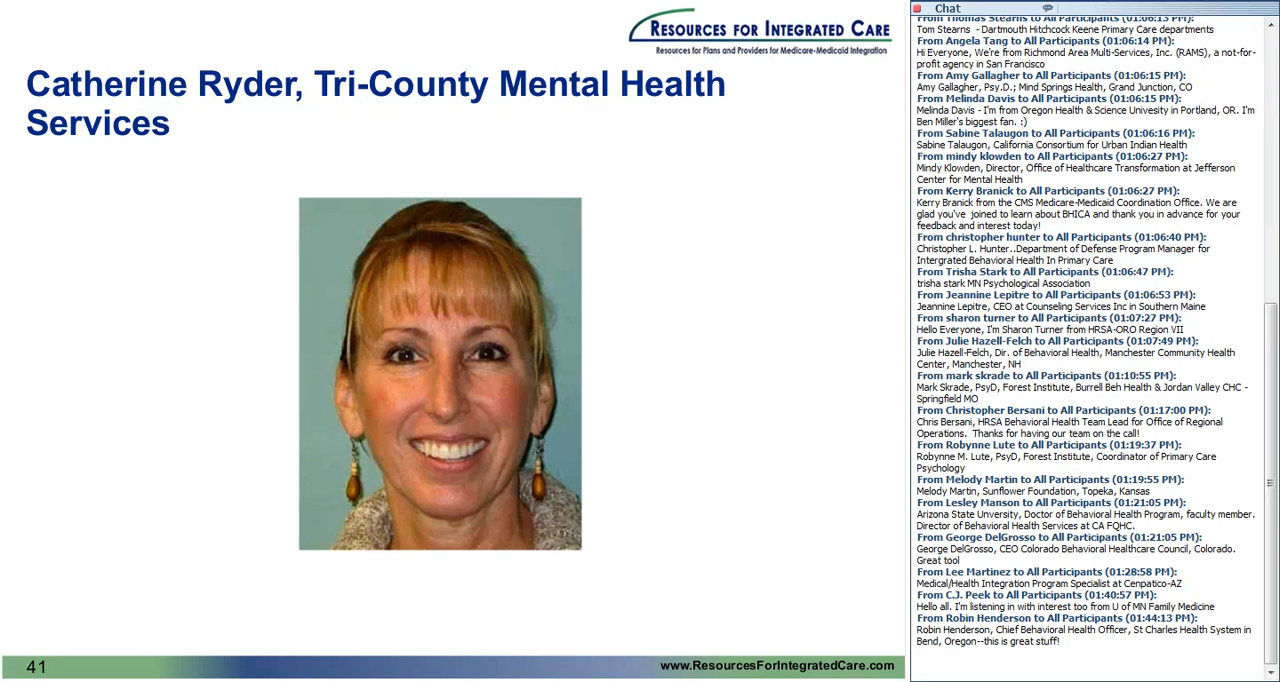 RESOURCES FOR INTEGRATED CARE
Resources for Plans and Providers for Medicare-Medicaid Integration
Catherine Ryder, Tri-County Mental Health
Services
41
www.ResourcesForIntegratedCare.com
Chat
From Thomas Stearns to All Participants (01:06:13 PM):
Tom Stearns - Dartmouth Hitchcock Keene Primary Care departments
From Angela Tang to All Participants (01:06:14 PM):
Hi Everyone, We're from Richmond Area Multi-Services, Inc. (RAMS), a not-for-
profit agency in San Francisco
From Amy Gallagher to All Participants (01:06:15 PM):
Amy Gallagher, Psy.D.; Mind Springs Health, Grand Junction, CO
From Melinda Davis to All Participants (01:06:15 PM):
Melinda Davis - I'm from Oregon Health & Science Univesity in Portland, OR. I'm
Ben Miller's biggest fan. :)
From Sabine Talaugon to All Participants (01:06:16 PM):
Sabine Talaugon, California Consortium for Urban Indian Health
From mindy klowden to All Participants (01:06:27 PM):
Mindy Klowden, Director, Office of Healthcare Transformation at Jefferson
Center for Mental Health
From Kerry Branick to All Participants (01:06:27 PM):
Kerry Branick from the CMS Medicare-Medicaid Coordination Office. We are
glad you've joined to learn about BHICA and thank you in advance for your
feedback and interest today!
From christopher hunter to All Participants (01:06:40 PM):
Christopher L. Hunter..Department of Defense Program Manager for
Intergrated Behavioral Health In Primary Care
From Trisha Stark to All Participants (01:06:47 PM):
trisha stark MN Psychological Association
From Jeannine Lepitre to All Participants (01:06:53 PM):
Jeannine Lepitre, CEO at Counseling Services Inc in Southern Maine
From sharon turner to All Participants (01:07:27 PM):
Hello Everyone, I'm Sharon Turner from HRSA-ORO Region VII
From Julie Hazell-Felch to All Participants (01:07:49 PM):
Julie Hazell-Felch, Dir. of Behavioral Health, Manchester Community Health
Center, Manchester, NH
From mark skrade to All Participants (01:10:55 PM):
Mark Skrade, PsyD, Forest Institute, Burrell Beh Health & Jordan Valley CHC -
Springfield MO
From Christopher Bersani to All Participants (01:17:00 PM):
Chris Bersani, HRSA Behavioral Health Team Lead for Office of Regional
Operations. Thanks for having our team on the call!
From Robynne Lute to All Participants (01:19:37 PM):
Robynne M. Lute, PsyD, Forest Institute, Coordinator of Primary Care
Psychology
From Melody Martin to All Participants (01:19:55 PM):
Melody Martin, Sunflower Foundation, Topeka, Kansas
From Lesley Manson to All Participants (01:21:05 PM):
Arizona State Unversity, Doctor of Behavioral Health Program, faculty member.
Director of Behavioral Health Services at CA FQHC.
From George DelGrosso to All Participants (01:21:05 PM):
George DelGrosso, CEO Colorado Behavioral Healthcare Council, Colorado.
Great tool
From Lee Martinez to All Participants (01:28:58 PM):
Medical/Health Integration Program Specialist at Cenpatico-AZ
From C.J. Peek to All Participants (01:40:57 PM):
Hello all. I'm listening in with interest too from U of MN Family Medicine
From Robin Henderson to All Participants (01:44:13 PM):
Robin Henderson, Chief Behavioral Health Officer, St Charles Health System in
Bend, Oregon--this is great stuff!